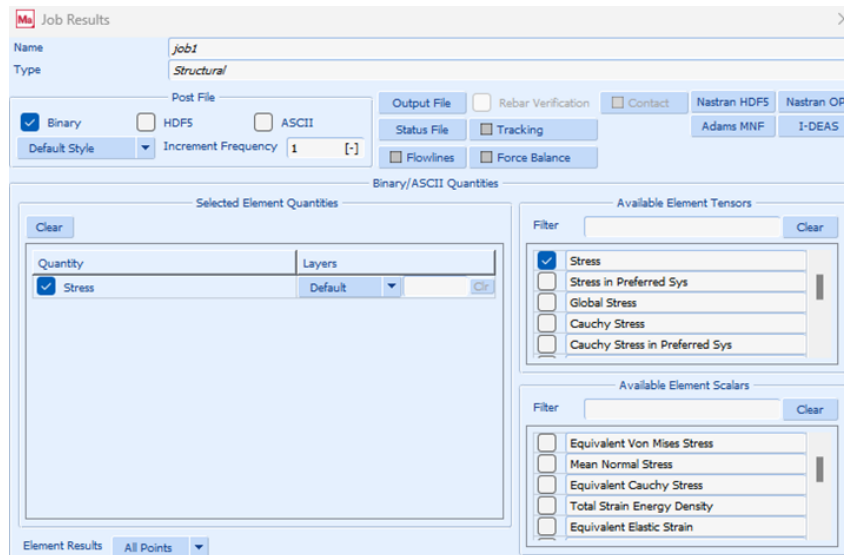 Ma Job Results
Name job1
Type Structural
Post File
Binary HDF5 ASCII
Default Style Increment Frequency 1 [-]
Output File Rebar Verification Contact Nastran HDF5 Nastran OP
Status File Tracking Adams MNF I-DEAS
Flowlines Force Balance
Binary/ASCII Quantities
Selected Element Quantities
Clear
Quantity Layers
Stress Default Clr
Available Element Tensors
Filter Clear
Stress
Stress in Preferred Sys
Global Stress
Cauchy Stress
Cauchy Stress in Preferred Sys
Available Element Scalars
Filter Clear
Equivalent Von Mises Stress
Mean Normal Stress
Equivalent Cauchy Stress
Total Strain Energy Density
Equivalent Elastic Strain
Element Results All Points